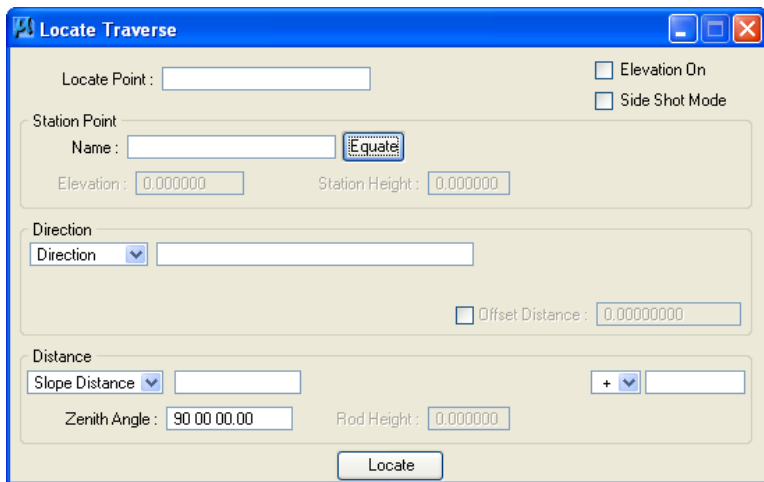 Locate Traverse
Locate Point :
Elevation On
Side Shot Mode
Station Point
Name :
Equate
Elevation : 0.000000 Station Height : 0.000000
Direction
Direction
Offset Distance : 0.00000000
Distance
Slope Distance +
Zenith Angle : 90 00 00.00 Rod Height : 0.000000
Locate